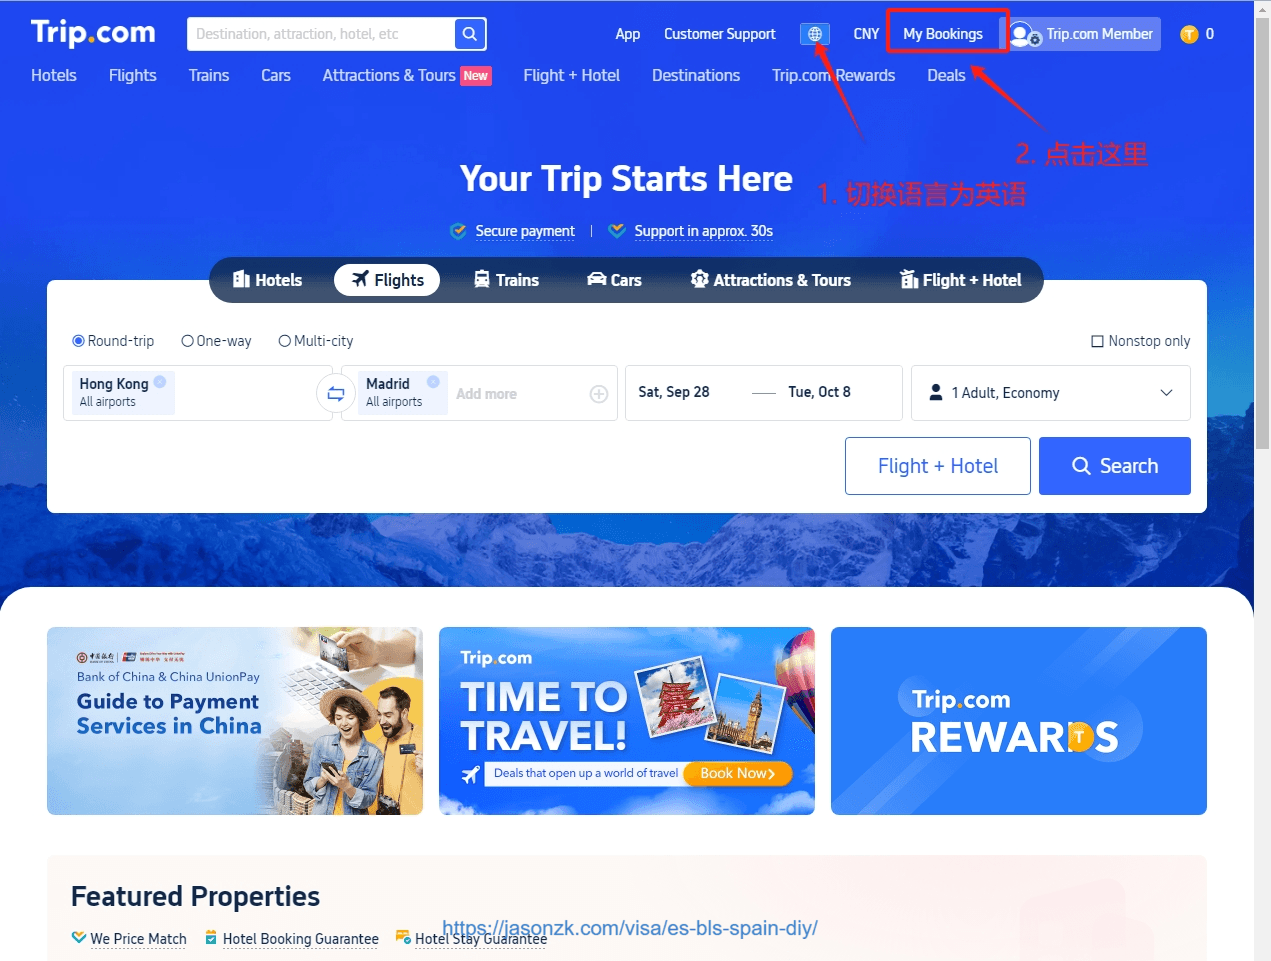 Trip.com
Destination, attraction, hotel, etc
App
Customer Support
CNY
My Bookings
Trip.com Member
T 0
Hotels
Flights
Trains
Cars
Attractions & Tours New
Flight + Hotel
Destinations
Trip.com Rewards
Deals
2. 点击这里
1. 切换语言为英语
Your Trip Starts Here
Secure payment | Support in approx. 30s
Hotels
Flights
Trains
Cars
Attractions & Tours
Flight + Hotel
Round-trip
One-way
Multi-city
Nonstop only
Hong Kong
All airports
Madrid
All airports
Add more
Sat, Sep 28
Tue, Oct 8
1 Adult, Economy
Flight + Hotel
Search
中国银行
Bank of China & China UnionPay
Guide to Payment
Services in China
Trip.com
TIME TO
TRAVEL!
Deals that open up a world of travel
Book Now
Trip.com
REWARDS
T
Featured Properties
We Price Match
Hotel Booking Guarantee
Hotel Stay Guarantee
https://jasonzk.com/visa/es-bls-spain-diy/